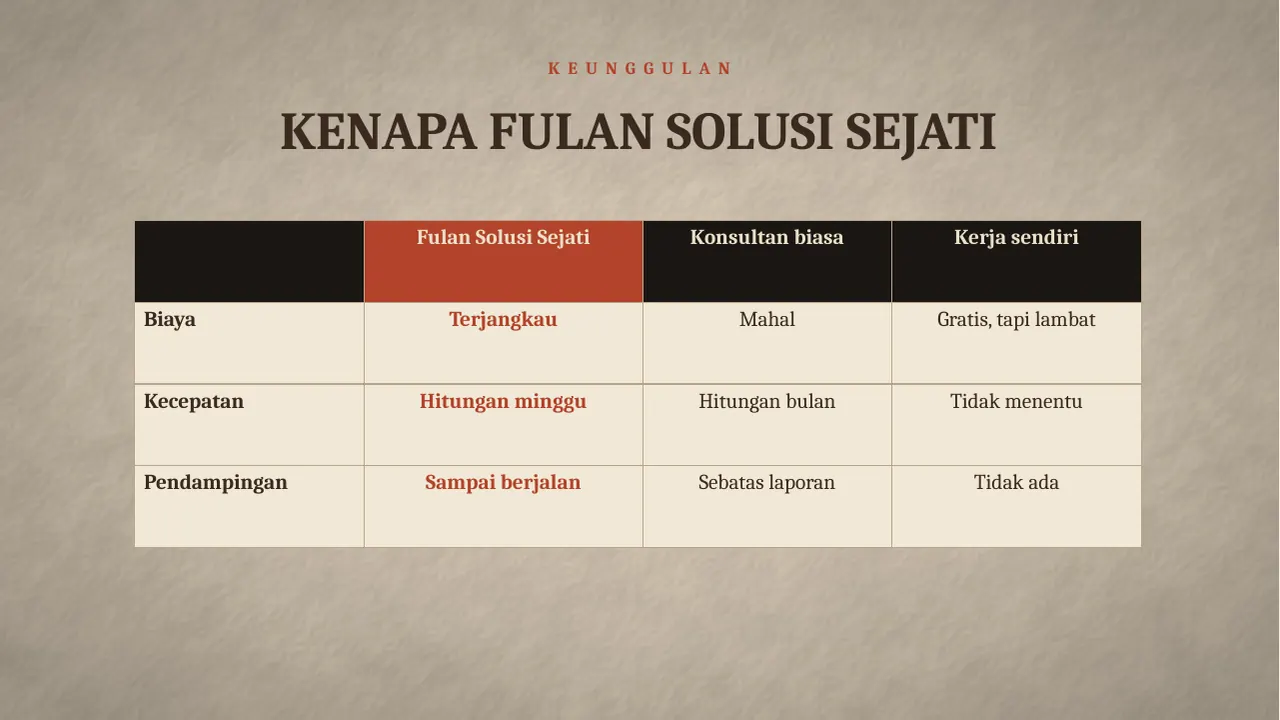 KEUNGGULAN
KENAPA FULAN SOLUSI SEJATI
Fulan Solusi Sejati Konsultan biasa Kerja sendiri
Biaya Terjangkau Mahal Gratis, tapi lambat
Kecepatan Hitungan minggu Hitungan bulan Tidak menentu
Pendampingan Sampai berjalan Sebatas laporan Tidak ada